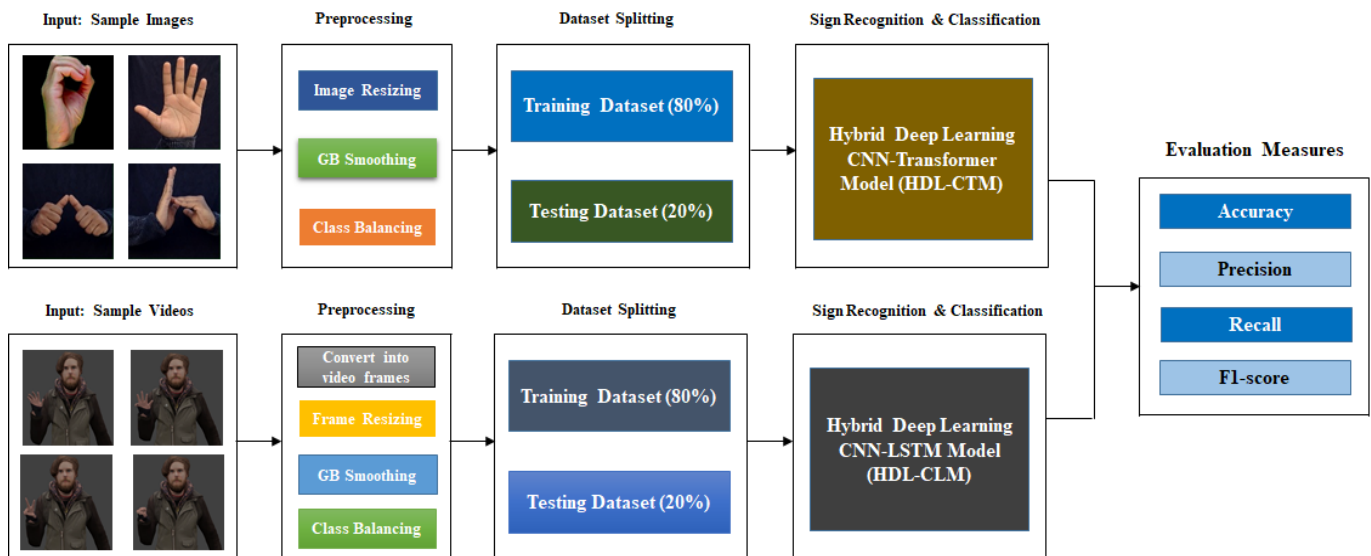 Input: Sample Images
Preprocessing
Dataset Splitting
Sign Recognition & Classification
Image Resizing
GB Smoothing
Class Balancing
Training Dataset (80%)
Testing Dataset (20%)
Hybrid Deep Learning
CNN-Transformer
Model (HDL-CTM)
Input: Sample Videos
Preprocessing
Dataset Splitting
Sign Recognition & Classification
Convert into
video frames
Frame Resizing
GB Smoothing
Class Balancing
Training Dataset (80%)
Testing Dataset (20%)
Hybrid Deep Learning
CNN-LSTM Model
(HDL-CLM)
Evaluation Measures
Accuracy
Precision
Recall
F1-score